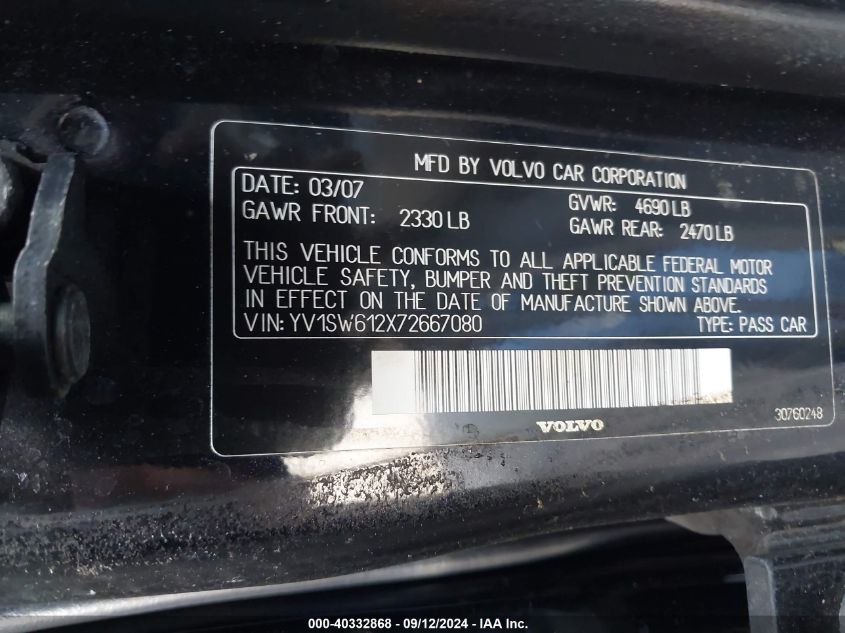 MFD BY VOLVO CAR CORPORATION
DATE: 03/07 GVWR: 4690 LB
GAWR FRONT: 2330 LB GAWR REAR: 2470 LB
THIS VEHICLE CONFORMS TO ALL APPLICABLE FEDERAL MOTOR
VEHICLE SAFETY, BUMPER AND THEFT PREVENTION STANDARDS
IN EFFECT ON THE DATE OF MANUFACTURE SHOWN ABOVE.
VIN: YV1SW612X72667080 TYPE: PASS CAR
VOLVO
30760248
000-40332868 - 09/12/2024 - IAA Inc.